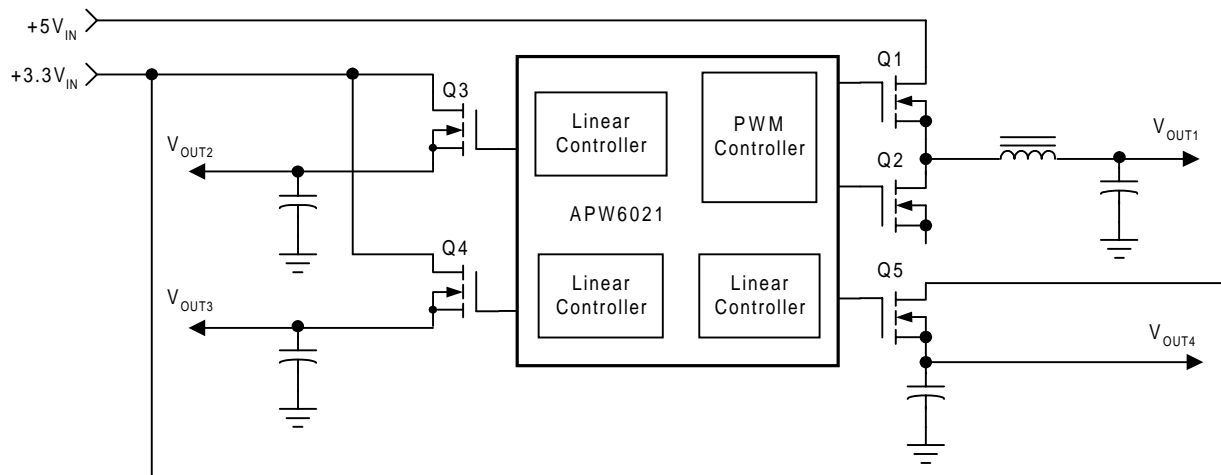 +5VIN
+3.3VIN
Q1
Q3
Linear
Controller
PWM
Controller
VOUT2
VOUT1
Q2
APW6021
Q4
Q5
Linear
Controller
Linear
Controller
VOUT3
VOUT4